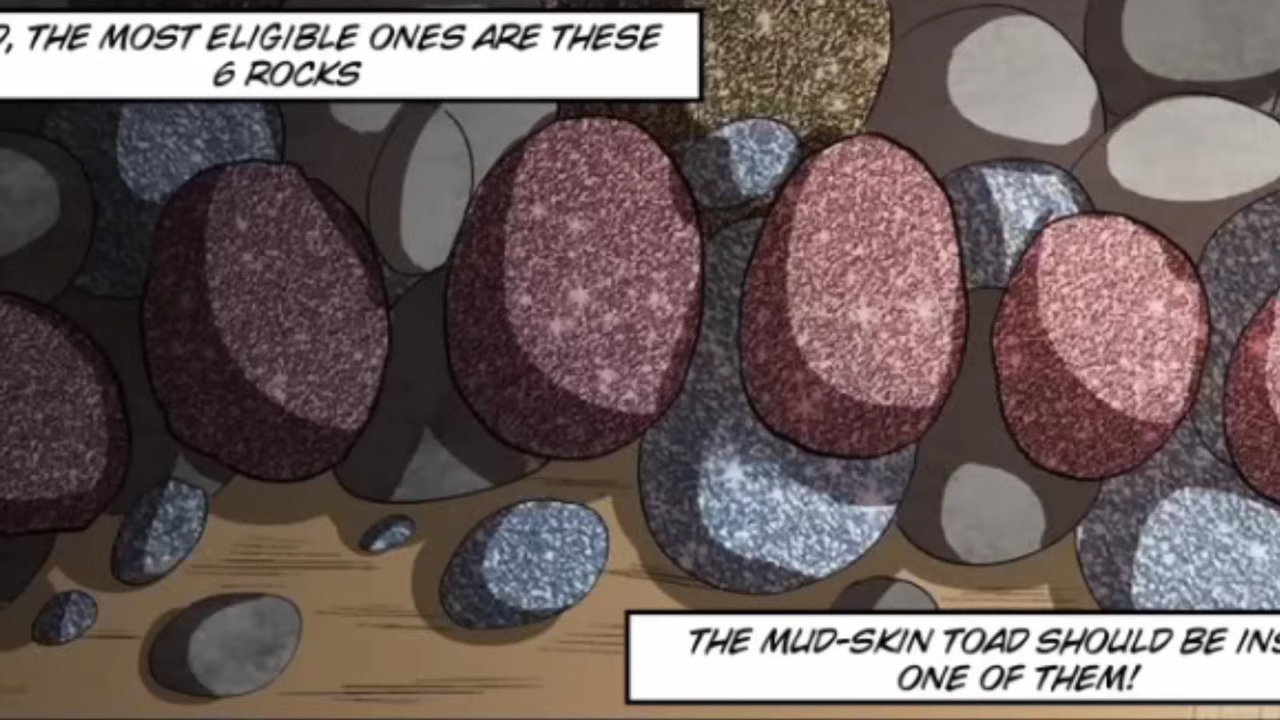 THE MOST ELIGIBLE ONES ARE THESE
6 ROCKS
THE MUD-SKIN TOAD SHOULD BE
ONE OF THEM!